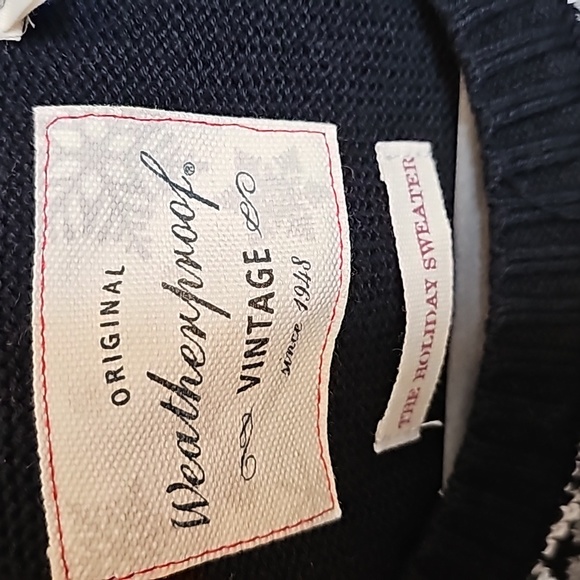 ORIGINAL
Weatherproof®
VINTAGE
since 1948
THE HOLIDAY SWEATER